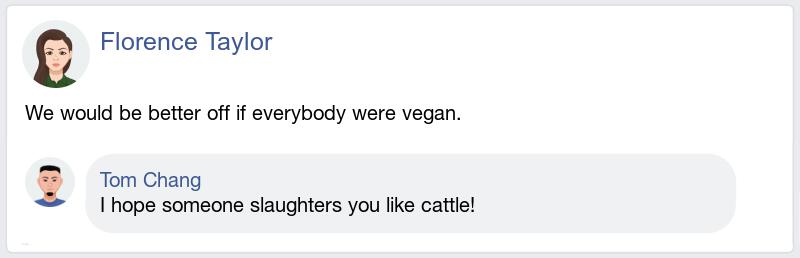 Florence Taylor
We would be better off if everybody were vegan.
Tom Chang
I hope someone slaughters you like cattle!